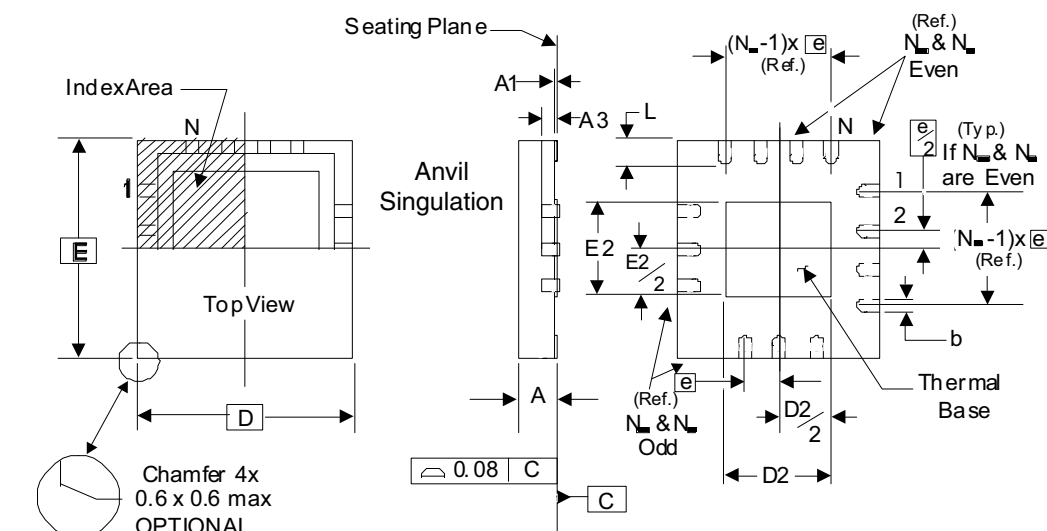 Seating Plane
(Ref.)
N & N
Even
(N -1)x e
(Ref.)
A1
Index Area
A3
L
N
N
e/2
(Typ.)
If N & N
are Even
Anvil
Singulation
1
1
2
E
E2
E2/2
(N -1)x e
(Ref.)
Top View
b
Thermal
Base
e
A
D
(Ref.)
N & N
Odd
D2/2
D2
0.08 C
C
Chamfer 4x
0.6 x 0.6 max
OPTIONAL